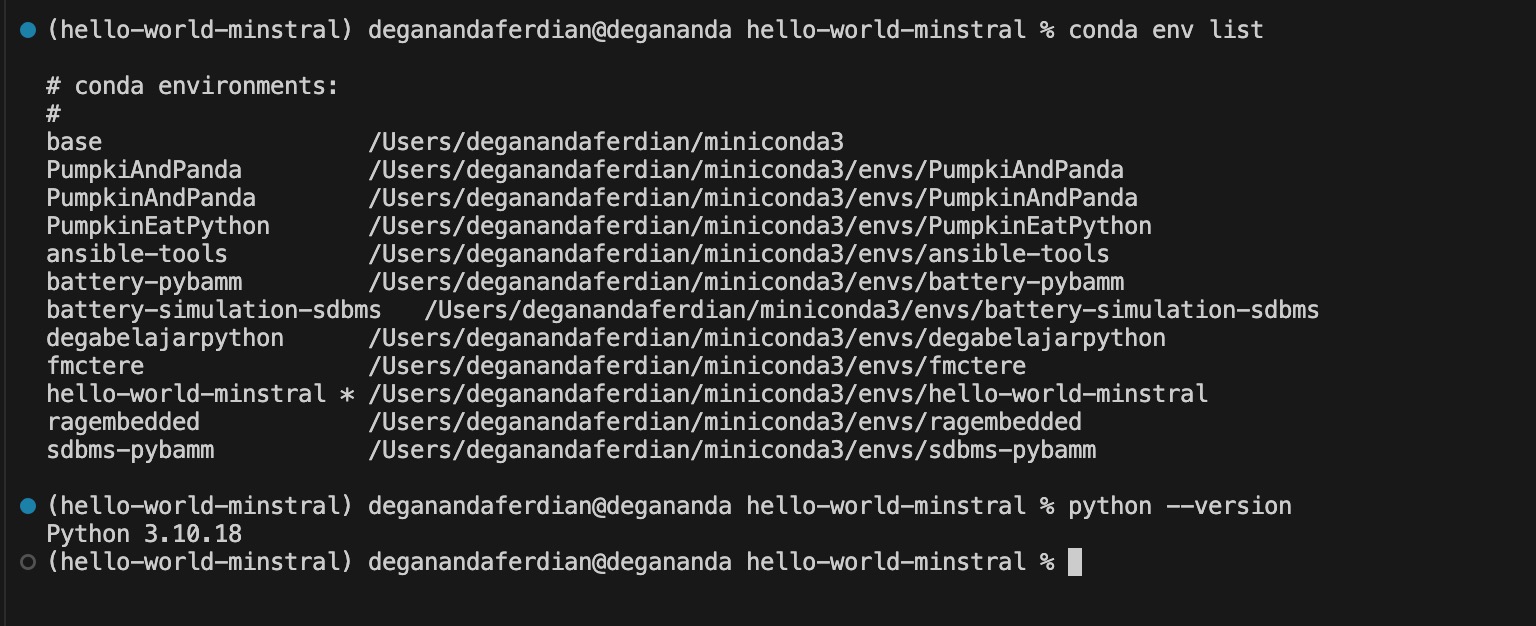 (hello-world-minstral) deganandaferdian@degananda hello-world-minstral % conda env list
# conda environments:
#
base                   /Users/deganandaferdian/miniconda3
PumpkiAndPanda         /Users/deganandaferdian/miniconda3/envs/PumpkiAndPanda
PumpkinAndPanda        /Users/deganandaferdian/miniconda3/envs/PumpkinAndPanda
PumpkinEatPython       /Users/deganandaferdian/miniconda3/envs/PumpkinEatPython
ansible-tools          /Users/deganandaferdian/miniconda3/envs/ansible-tools
battery-pybamm         /Users/deganandaferdian/miniconda3/envs/battery-pybamm
battery-simulation-sdbms   /Users/deganandaferdian/miniconda3/envs/battery-simulation-sdbms
degabelajarpython      /Users/deganandaferdian/miniconda3/envs/degabelajarpython
fmctere                /Users/deganandaferdian/miniconda3/envs/fmctere
hello-world-minstral * /Users/deganandaferdian/miniconda3/envs/hello-world-minstral
ragembedded            /Users/deganandaferdian/miniconda3/envs/ragembedded
sdbms-pybamm           /Users/deganandaferdian/miniconda3/envs/sdbms-pybamm
(hello-world-minstral) deganandaferdian@degananda hello-world-minstral % python --version
Python 3.10.18
(hello-world-minstral) deganandaferdian@degananda hello-world-minstral %